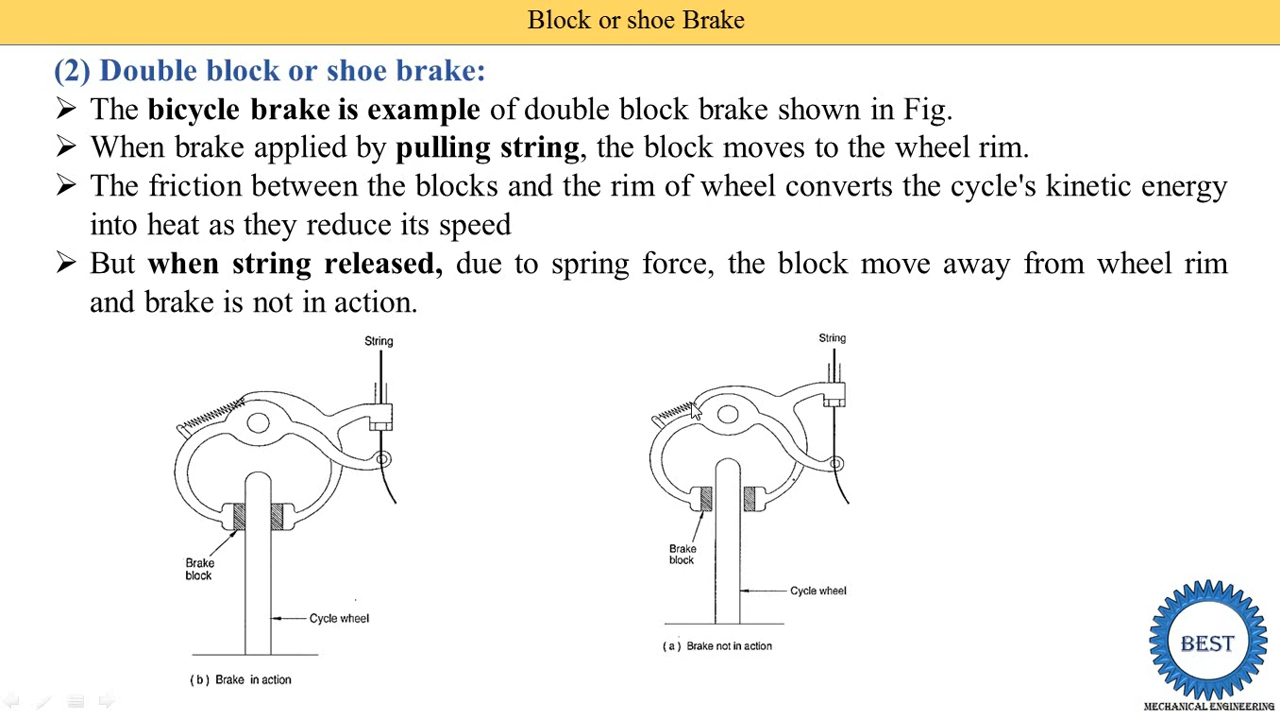 Block or shoe Brake
(2) Double block or shoe brake:
➢ The bicycle brake is example of double block brake shown in Fig.
➢ When brake applied by pulling string, the block moves to the wheel rim.
➢ The friction between the blocks and the rim of wheel converts the cycle's kinetic energy
into heat as they reduce its speed
➢ But when string released, due to spring force, the block move away from wheel rim
and brake is not in action.
String
Brake
block
Cycle wheel
( b ) Brake in action
String
Brake
block
Cycle wheel
( a ) Brake not in action
BEST
MECHANICAL ENGINEERING